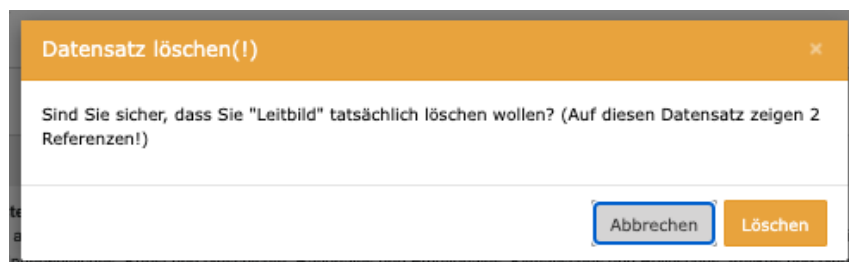 Datensatz löschen(!)
×
Sind Sie sicher, dass Sie "Leitbild" tatsächlich löschen wollen? (Auf diesen Datensatz zeigen 2
Referenzen!)
Abbrechen
Löschen